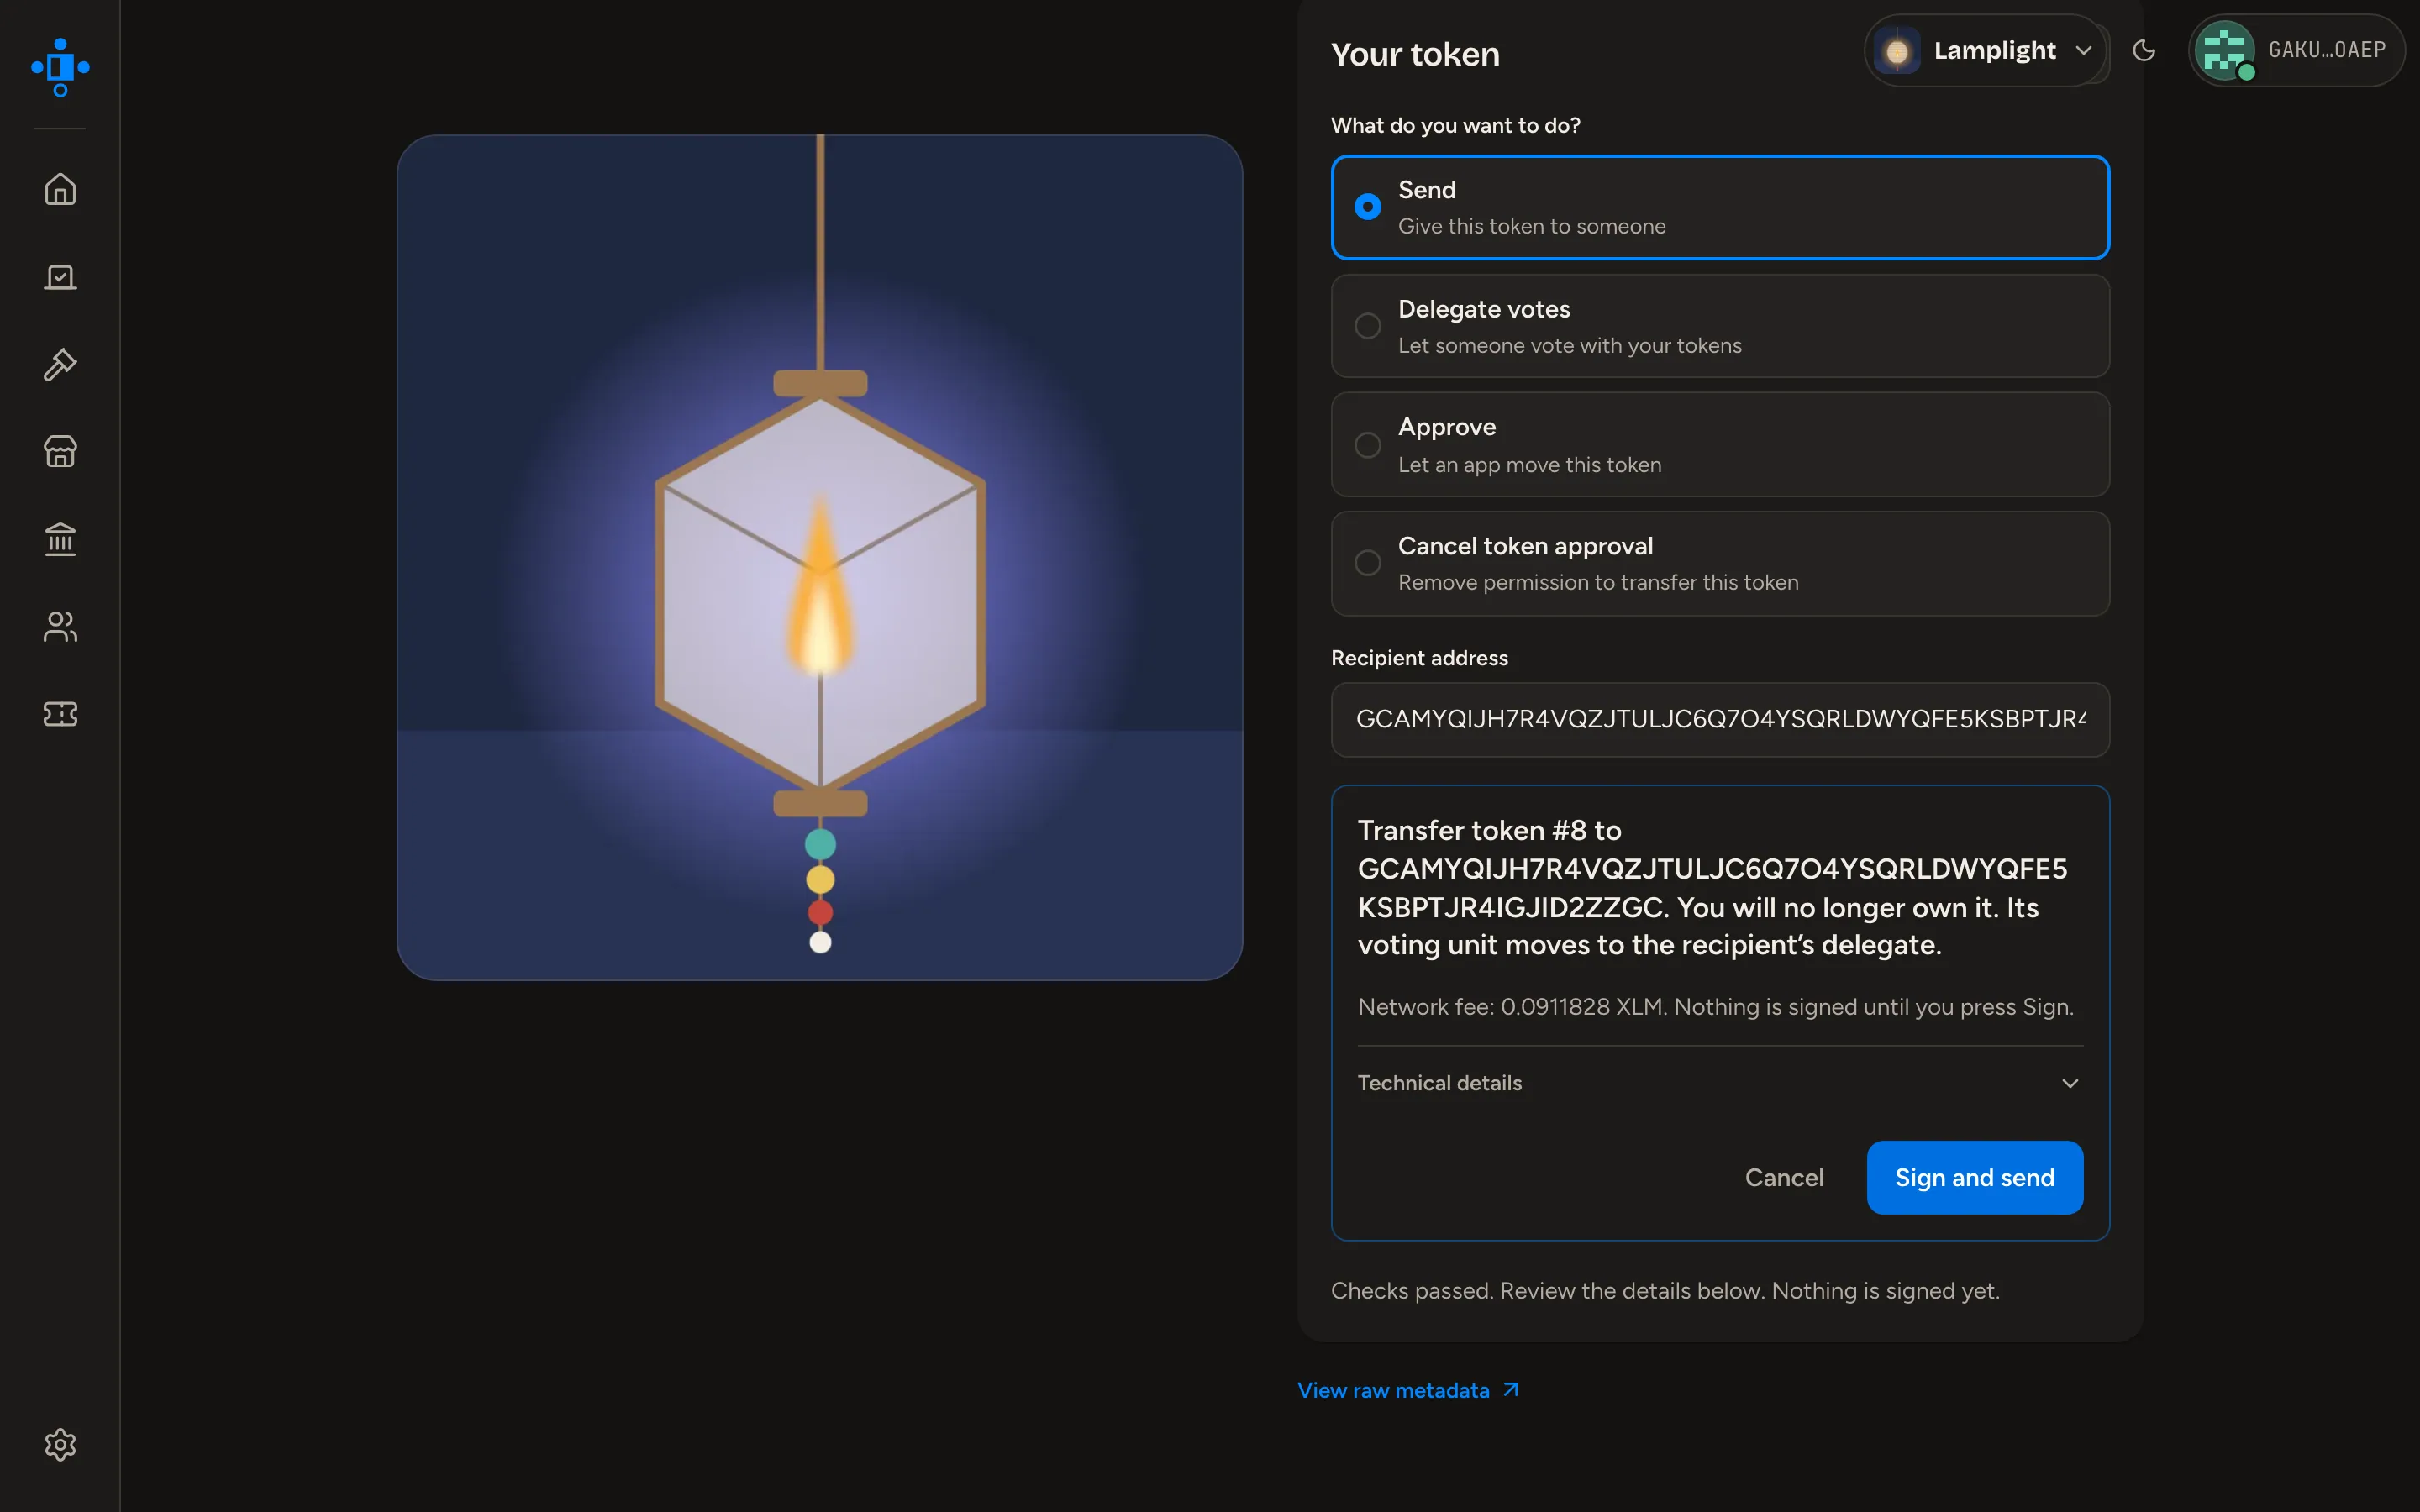 Your token
Lamplight
GAKU...OAEP
What do you want to do?
Send
Give this token to someone
Delegate votes
Let someone vote with your tokens
Approve
Let an app move this token
Cancel token approval
Remove permission to transfer this token
Recipient address
GCAMYQIJH7R4VQZJTULJC6Q7O4YSQRLDWYQFE5KSBPTJR4
Transfer token #8 to
GCAMYQIJH7R4VQZJTULJC6Q7O4YSQRLDWYQFE5
KSBPTJR4IGJID2ZZGC. You will no longer own it. Its
voting unit moves to the recipient’s delegate.
Network fee: 0.0911828 XLM. Nothing is signed until you press Sign.
Technical details
Cancel
Sign and send
Checks passed. Review the details below. Nothing is signed yet.
View raw metadata